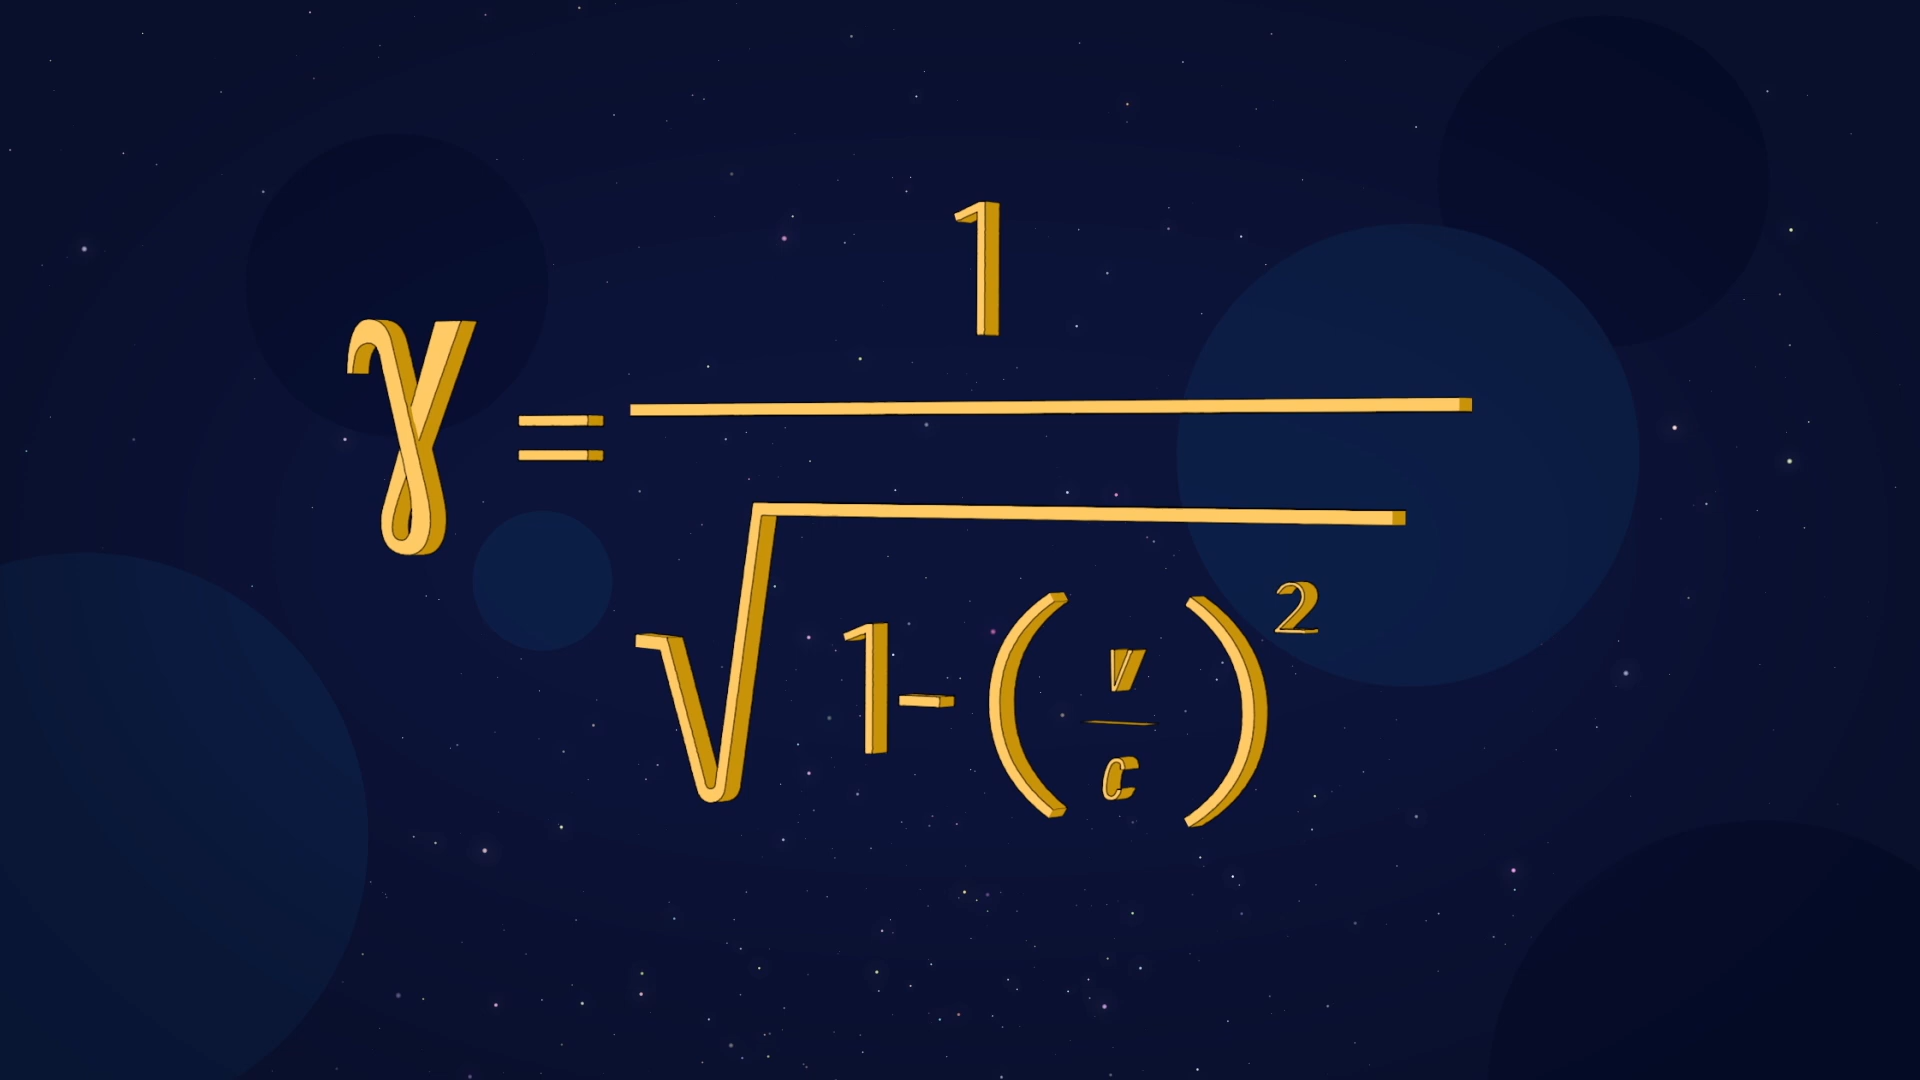 γ = 1 / √(1 - (v/c)²)